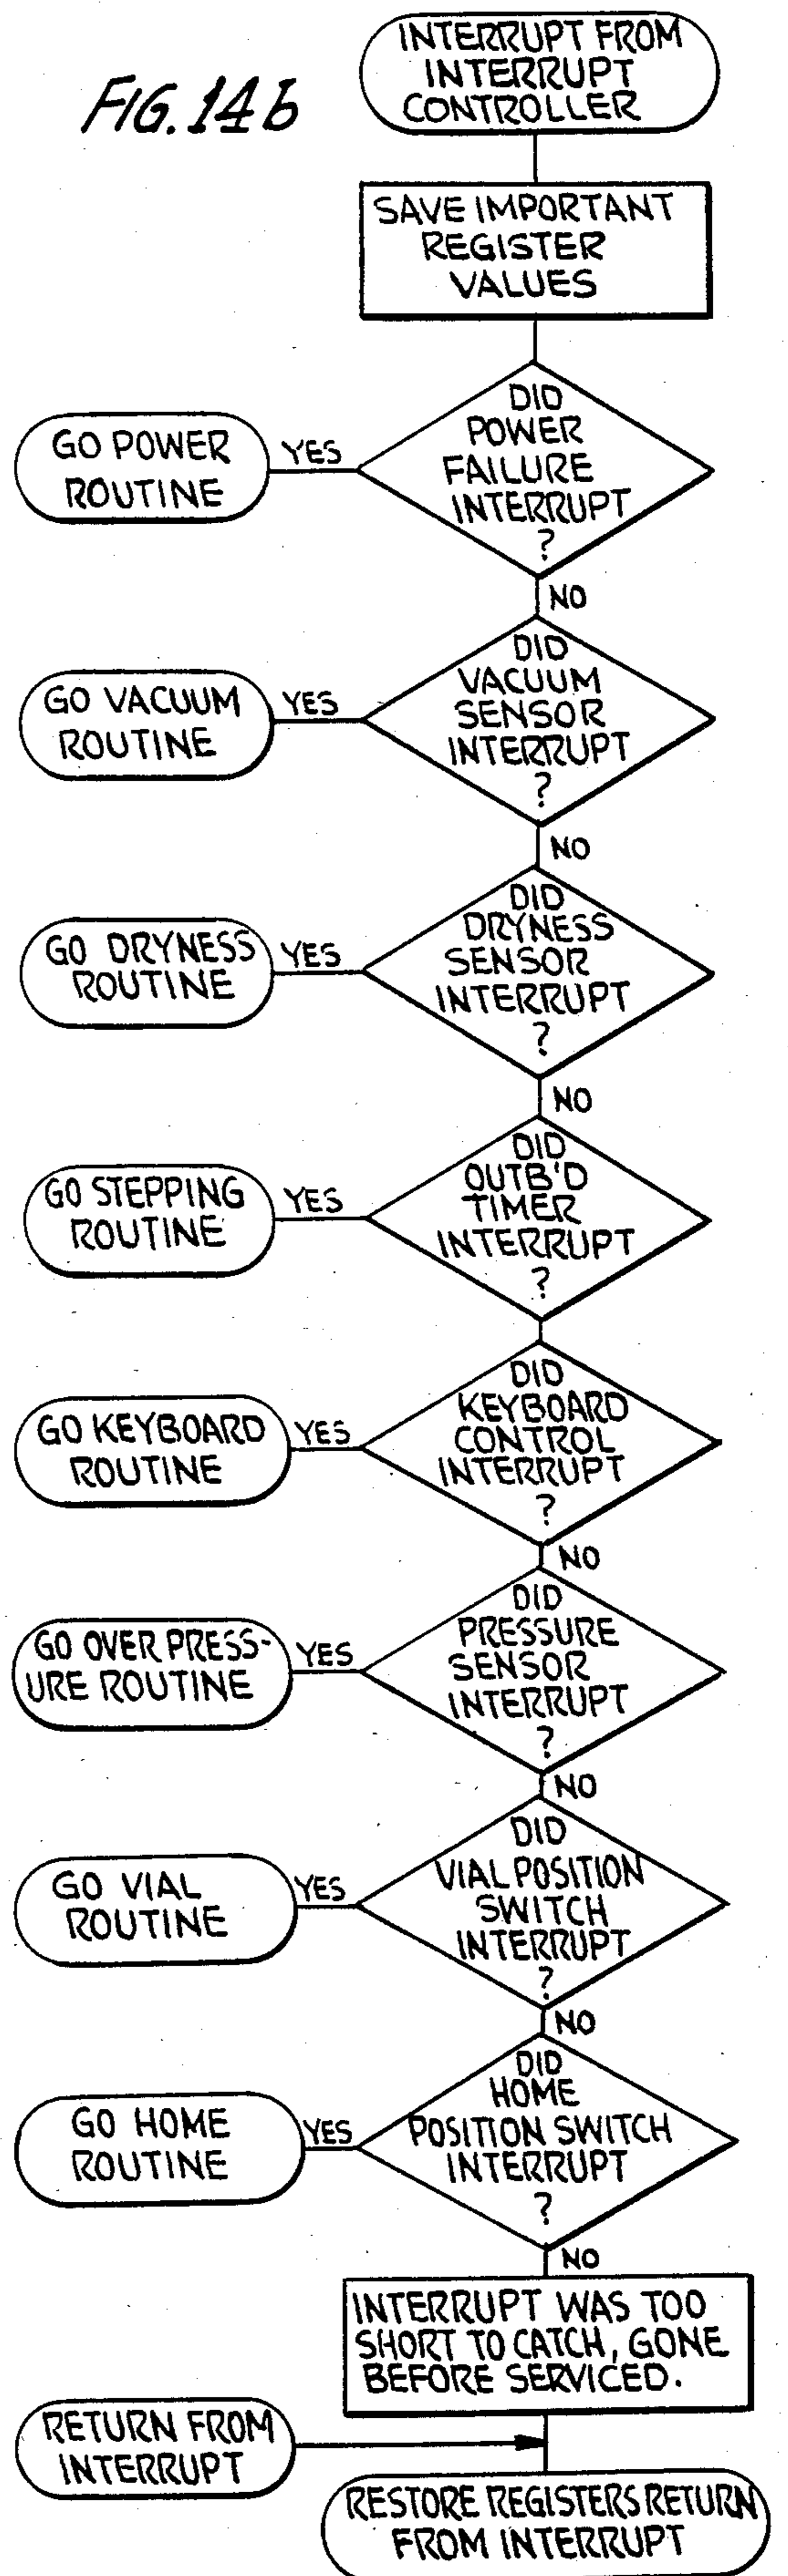 FIG. 14b
INTERRUPT FROM
INTERRUPT
CONTROLLER
SAVE IMPORTANT
REGISTER
VALUES
DID
POWER
FAILURE
INTERRUPT
?
YES
GO POWER
ROUTINE
NO
DID
VACUUM
SENSOR
INTERRUPT
?
YES
GO VACUUM
ROUTINE
NO
DID
DRYNESS
SENSOR
INTERRUPT
?
YES
GO DRYNESS
ROUTINE
NO
DID
OUTB'D
TIMER
INTERRUPT
?
YES
GO STEPPING
ROUTINE
DID
KEYBOARD
CONTROL
INTERRUPT
?
YES
GO KEYBOARD
ROUTINE
NO
DID
PRESSURE
SENSOR
INTERRUPT
?
YES
GO OVER PRESS-
URE ROUTINE
NO
DID
VIAL POSITION
SWITCH
INTERRUPT
?
YES
GO VIAL
ROUTINE
NO
DID
HOME
POSITION SWITCH
INTERRUPT
?
YES
GO HOME
ROUTINE
NO
INTERRUPT WAS TOO
SHORT TO CATCH, GONE
BEFORE SERVICED.
RETURN FROM
INTERRUPT
RESTORE REGISTERS RETURN
FROM INTERRUPT